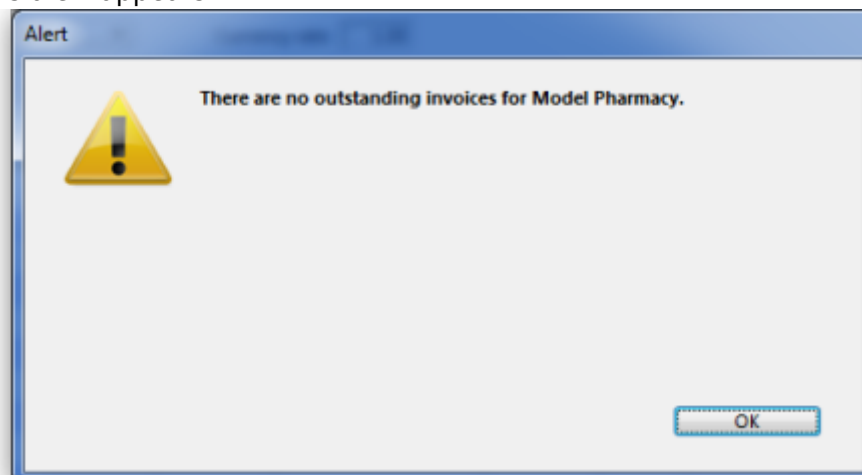 Alert
There are no outstanding invoices for Model Pharmacy.
OK